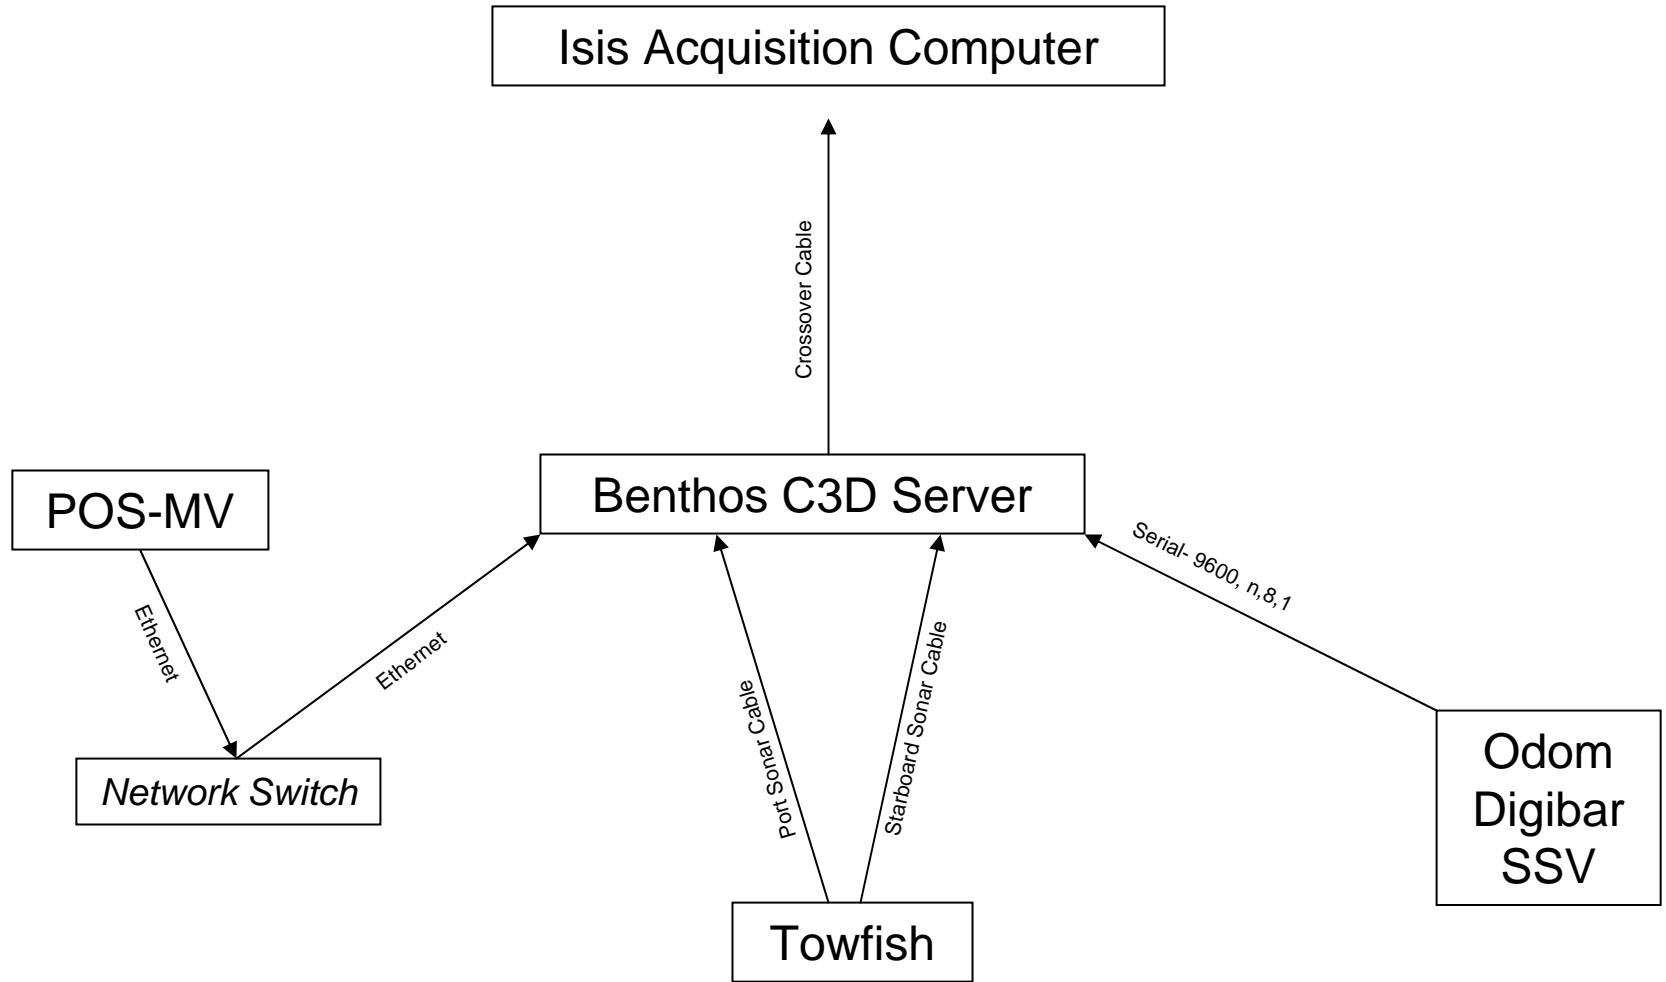 Isis Acquisition Computer
Crossover Cable
Benthos C3D Server
POS-MV
Ethernet
Ethernet
Network Switch
Port Sonar Cable
Starboard Sonar Cable
Serial- 9600, n,8,1
Odom
Digibar
SSV
Towfish